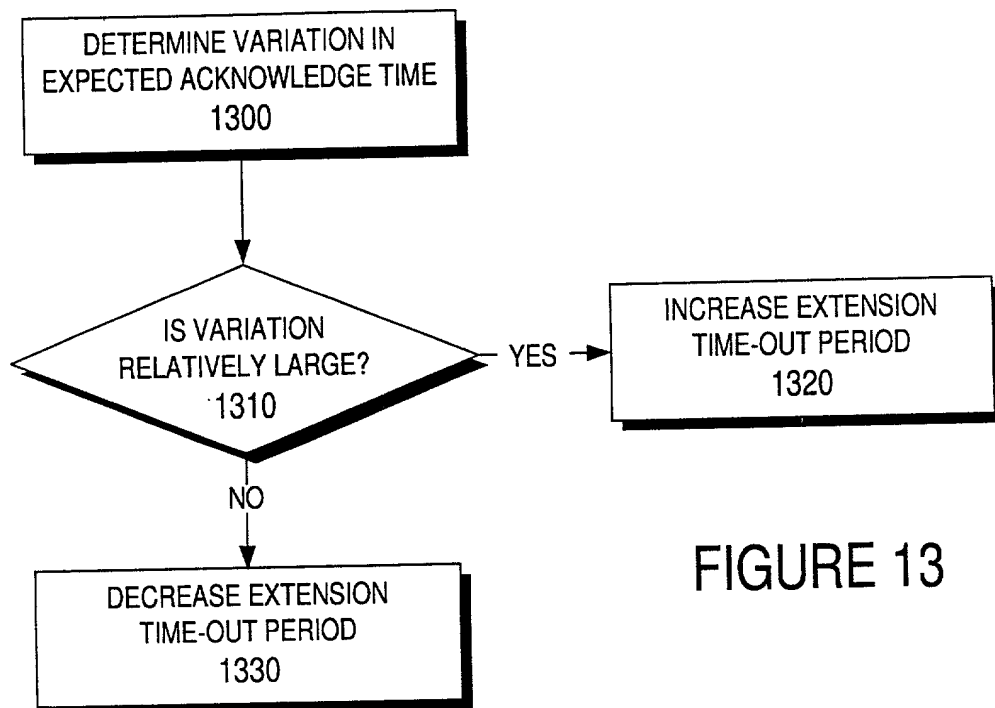 DETERMINE VARIATION IN
EXPECTED ACKNOWLEDGE TIME
1300
IS VARIATION
RELATIVELY LARGE?
1310
YES
INCREASE EXTENSION
TIME-OUT PERIOD
1320
NO
DECREASE EXTENSION
TIME-OUT PERIOD
1330
FIGURE 13